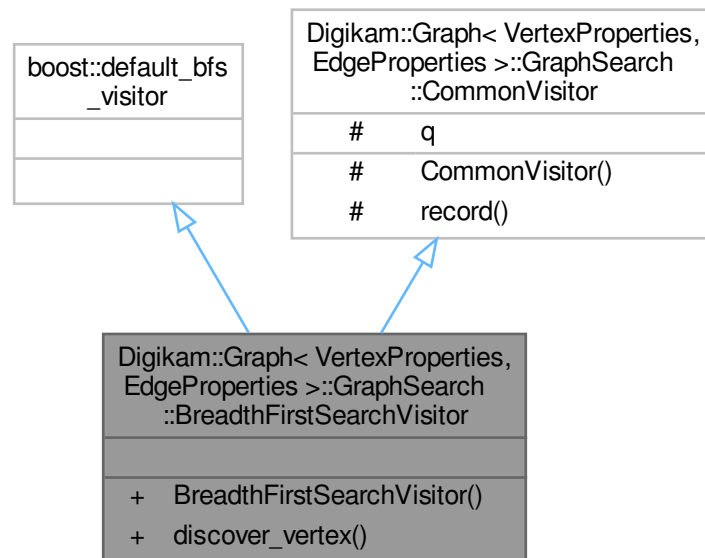 boost::default_bfs
_visitor
Digikam::Graph< VertexProperties,
EdgeProperties >::GraphSearch
::CommonVisitor
# q
# CommonVisitor()
# record()
Digikam::Graph< VertexProperties,
EdgeProperties >::GraphSearch
::BreadthFirstSearchVisitor
+ BreadthFirstSearchVisitor()
+ discover_vertex()